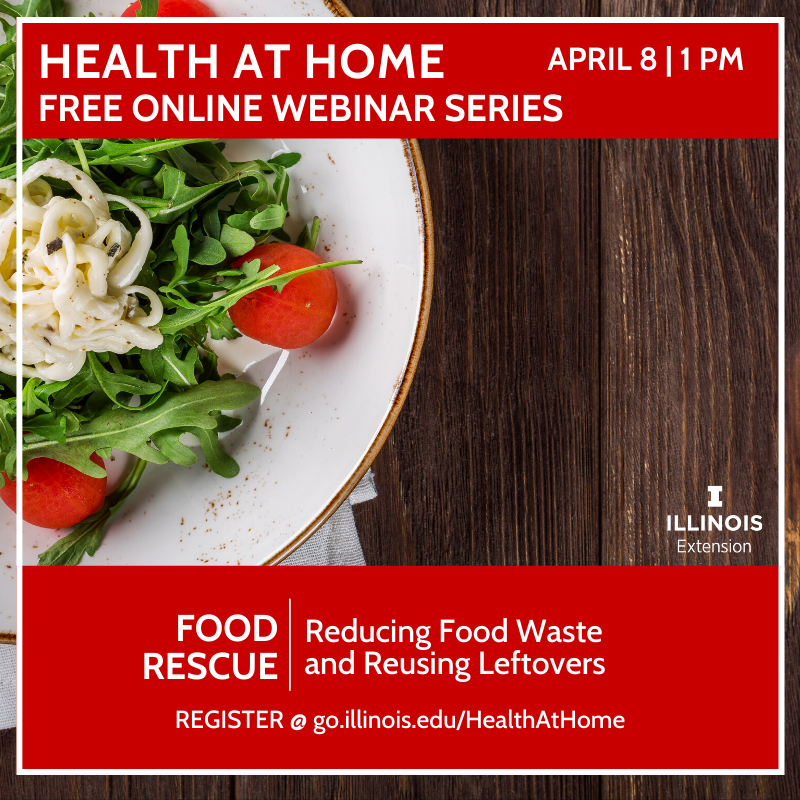 HEALTH AT HOME
APRIL 8 | 1 PM
FREE ONLINE WEBINAR SERIES
I
ILLINOIS
Extension
FOOD
RESCUE
Reducing Food Waste
and Reusing Leftovers
REGISTER @ go.illinois.edu/HealthAtHome